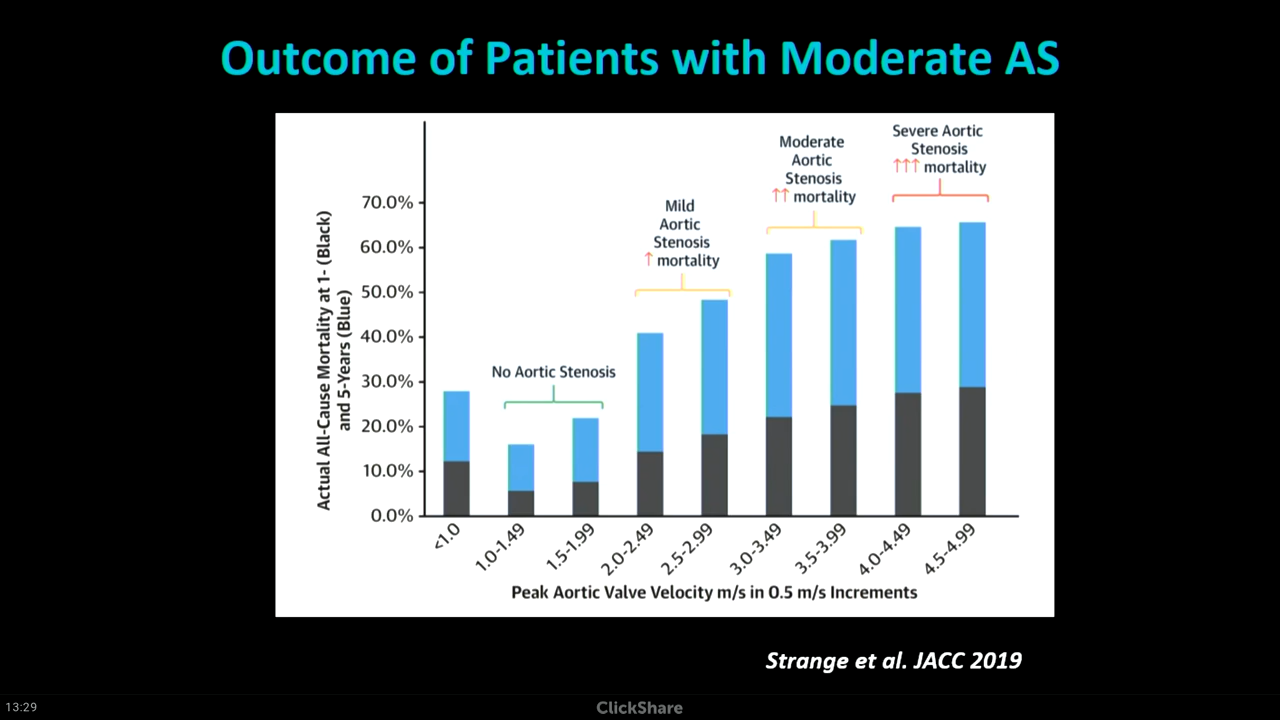 Outcome of Patients with Moderate AS
Severe Aortic
Stenosis
↑↑↑ mortality
Moderate
Aortic
Stenosis
↑↑ mortality
Mild
Aortic
Stenosis
↑ mortality
No Aortic Stenosis
Actual All-Cause Mortality at 1- (Black)
and 5-Years (Blue)
70.0%
60.0%
50.0%
40.0%
30.0%
20.0%
10.0%
0.0%
<1.0
1.0-1.49
1.5-1.99
2.0-2.49
2.5-2.99
3.0-3.49
3.5-3.99
4.0-4.49
4.5-4.99
Peak Aortic Valve Velocity m/s in 0.5 m/s Increments
Strange et al. JACC 2019
13:29
ClickShare